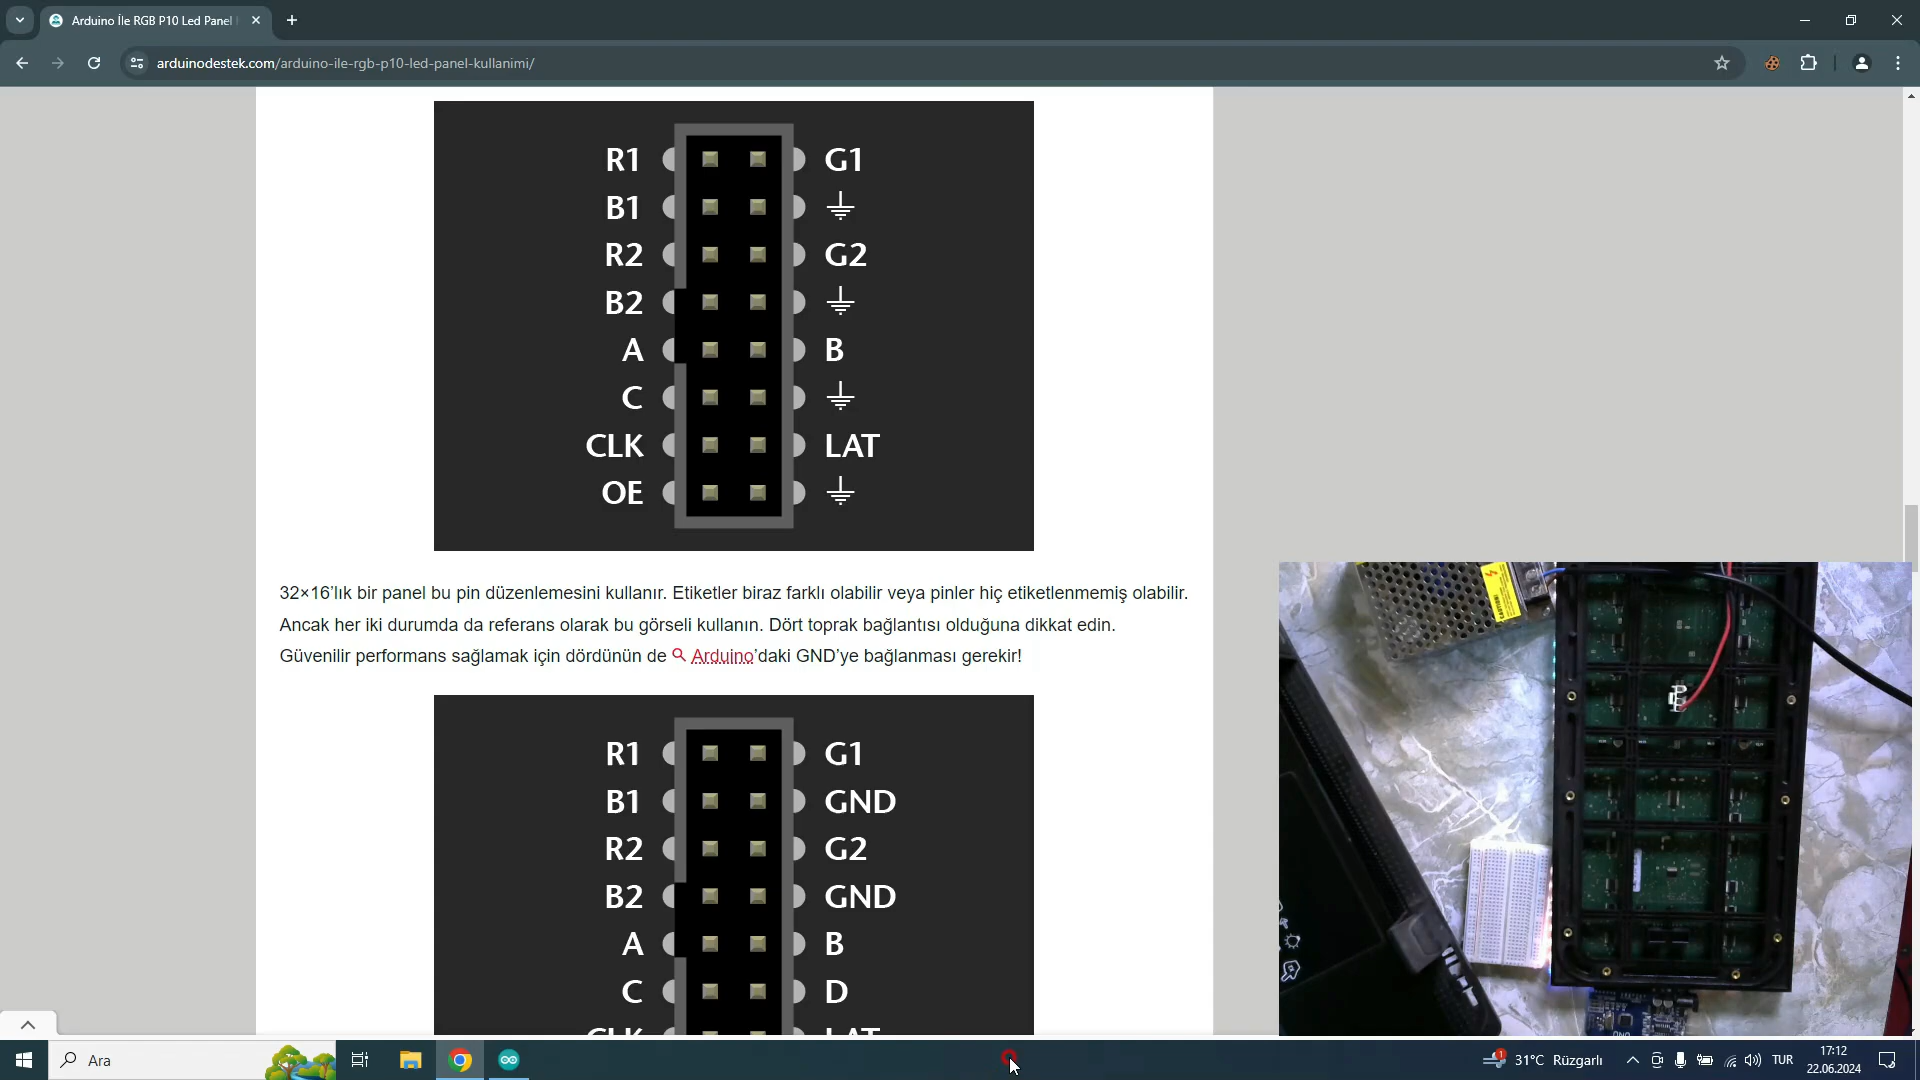 Arduino İle RGB P10 Led Panel
arduinodestek.com/arduino-ile-rgb-p10-led-panel-kullanimi/
R1 G1
B1
R2 G2
B2
A B
C
CLK LAT
OE
32×16’lık bir panel bu pin düzenlemesini kullanır. Etiketler biraz farklı olabilir veya pinler hiç etiketlenmemiş olabilir.
Ancak her iki durumda da referans olarak bu görseli kullanın. Dört toprak bağlantısı olduğuna dikkat edin.
Güvenilir performans sağlamak için dördünün de Arduino’daki GND’ye bağlanması gerekir!
R1 G1
B1 GND
R2 G2
B2 GND
A B
C D
CLK LAT
Ara
31°C Rüzgarlı
1
TUR
17:12
22.06.2024